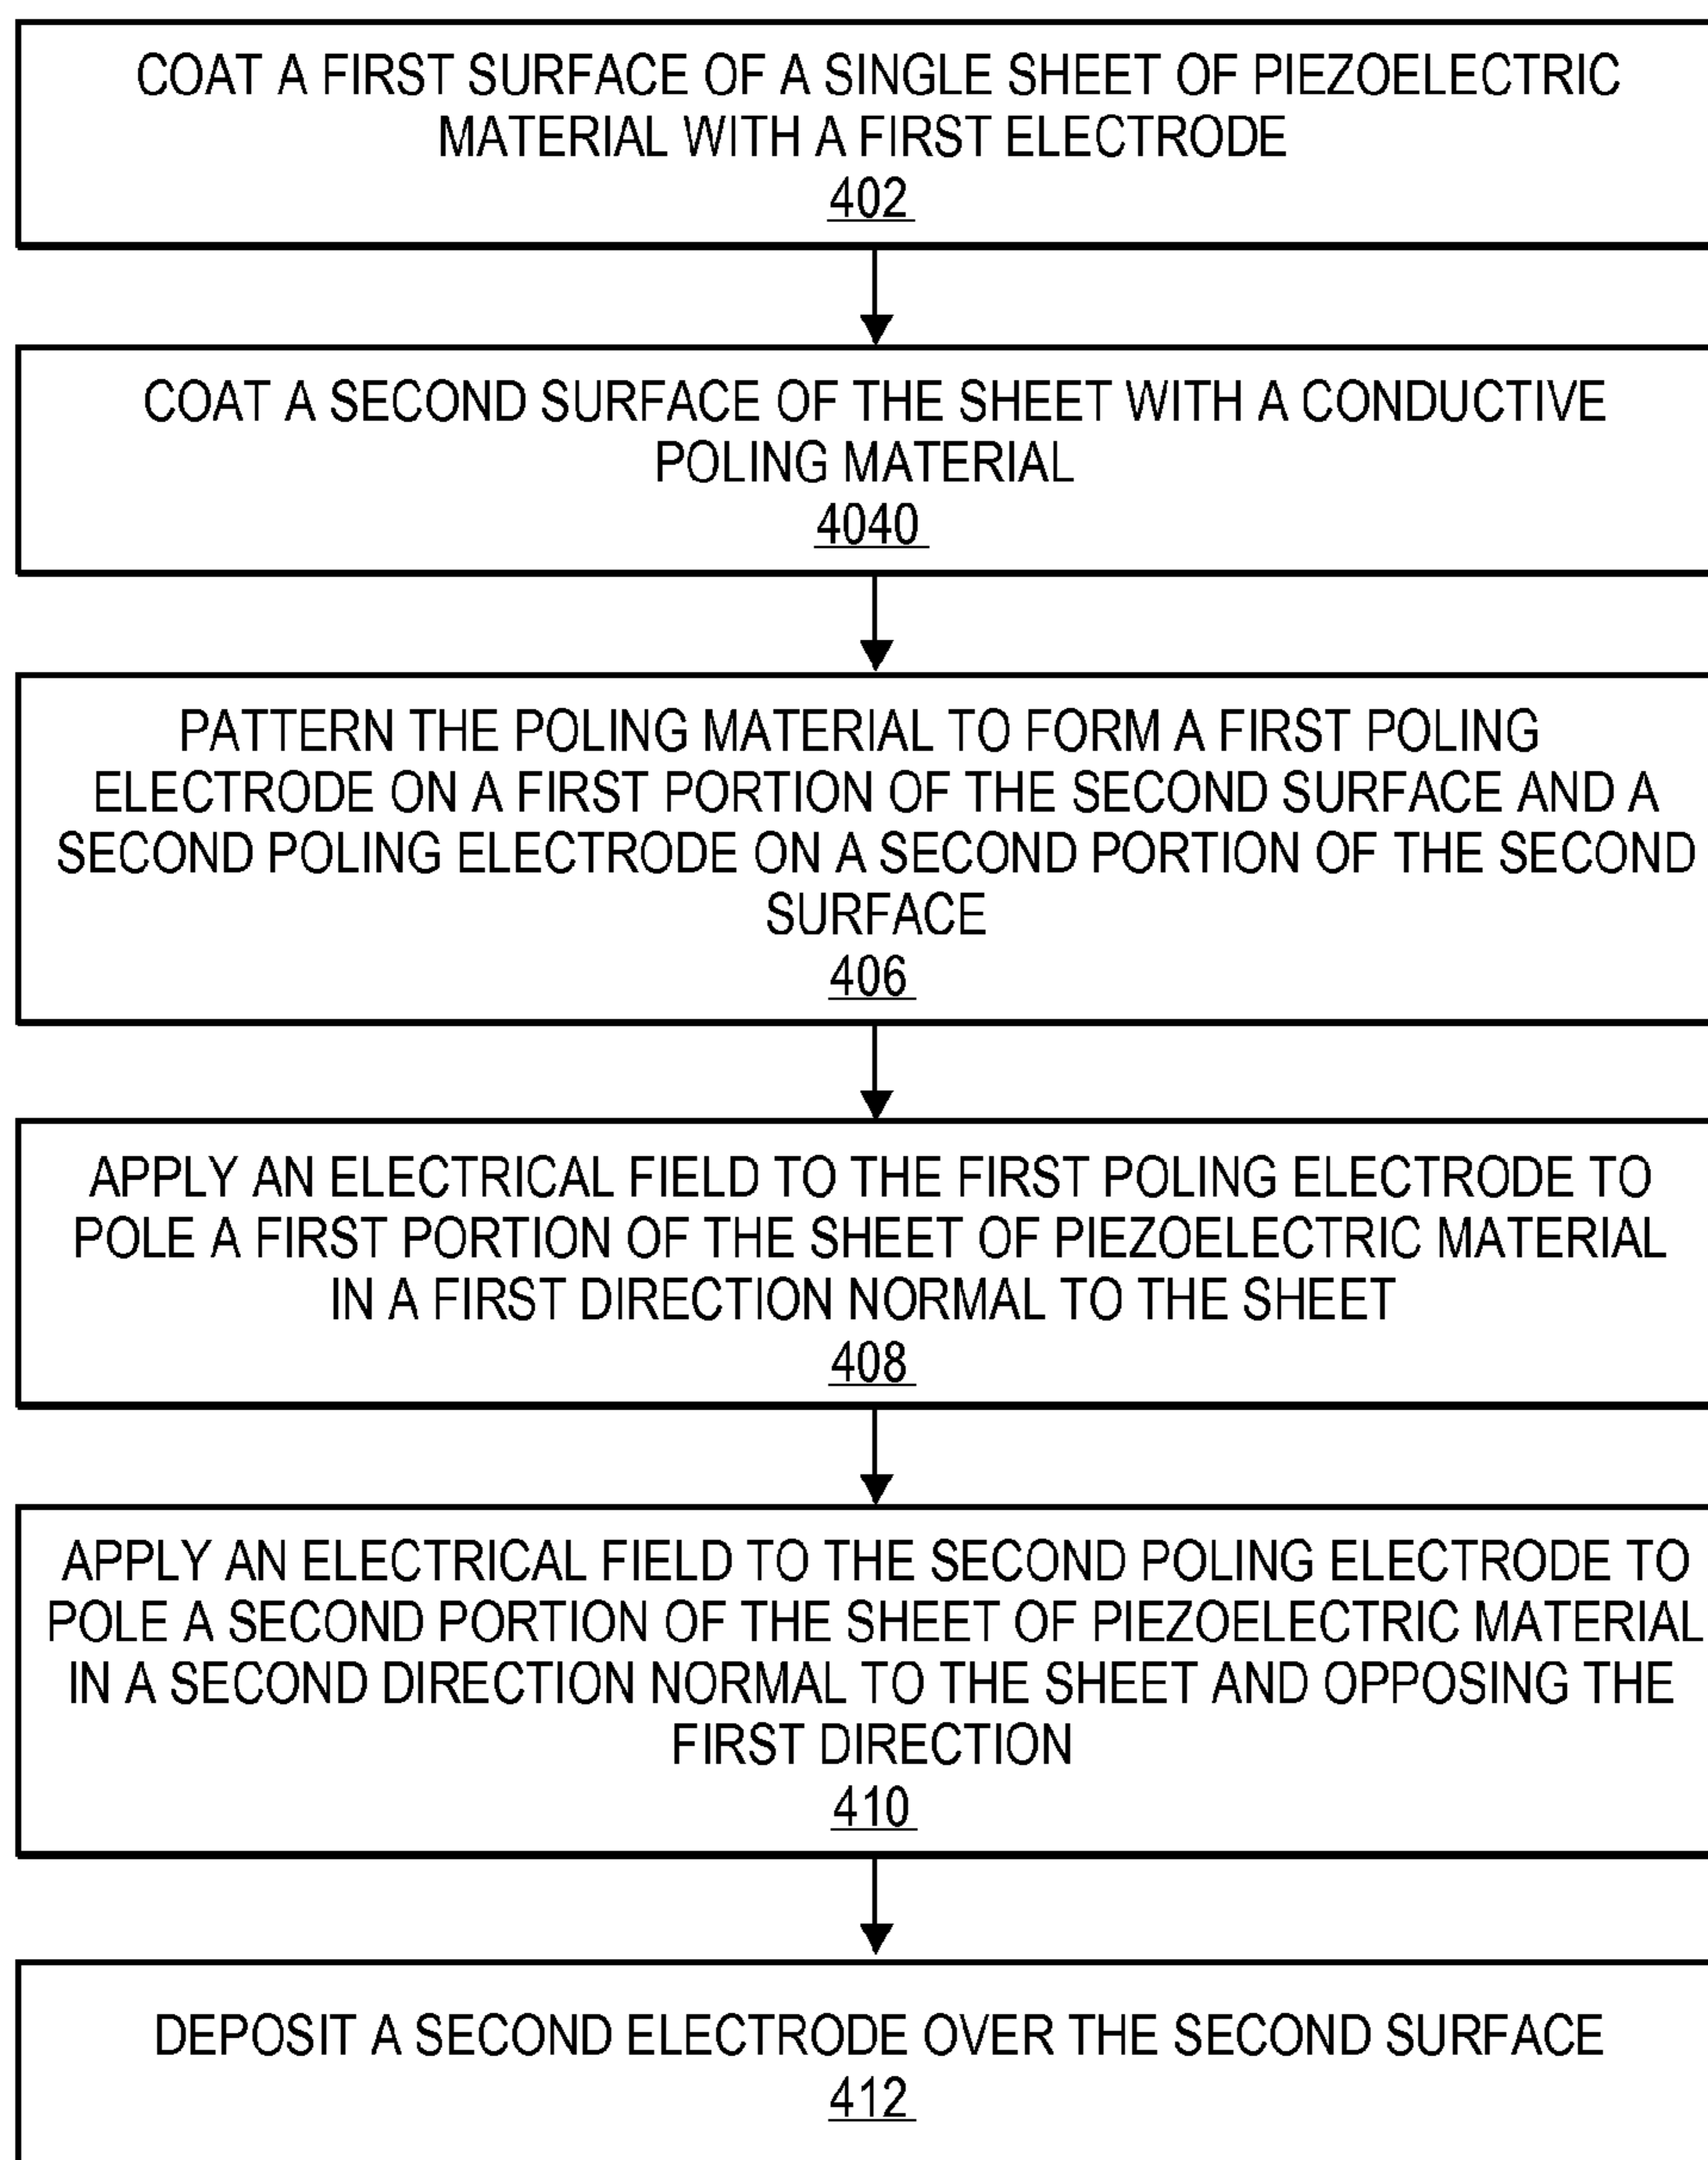 COAT A FIRST SURFACE OF A SINGLE SHEET OF PIEZOELECTRIC
MATERIAL WITH A FIRST ELECTRODE
402
COAT A SECOND SURFACE OF THE SHEET WITH A CONDUCTIVE
POLING MATERIAL
4040
PATTERN THE POLING MATERIAL TO FORM A FIRST POLING
ELECTRODE ON A FIRST PORTION OF THE SECOND SURFACE AND A
SECOND POLING ELECTRODE ON A SECOND PORTION OF THE SECOND
SURFACE
406
APPLY AN ELECTRICAL FIELD TO THE FIRST POLING ELECTRODE TO
POLE A FIRST PORTION OF THE SHEET OF PIEZOELECTRIC MATERIAL
IN A FIRST DIRECTION NORMAL TO THE SHEET
408
APPLY AN ELECTRICAL FIELD TO THE SECOND POLING ELECTRODE TO
POLE A SECOND PORTION OF THE SHEET OF PIEZOELECTRIC MATERIAL
IN A SECOND DIRECTION NORMAL TO THE SHEET AND OPPOSING THE
FIRST DIRECTION
410
DEPOSIT A SECOND ELECTRODE OVER THE SECOND SURFACE
412